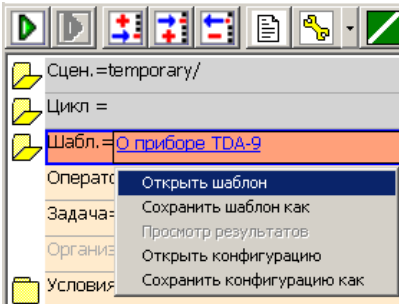 Сцен.=temporary/
Цикл =
Шабл.=О приборе TDA-9
Операто
Открыть шаблон
Задача=
Сохранить шаблон как
Просмотр результатов
Организ
Открыть конфигурацию
Условия
Сохранить конфигурацию как